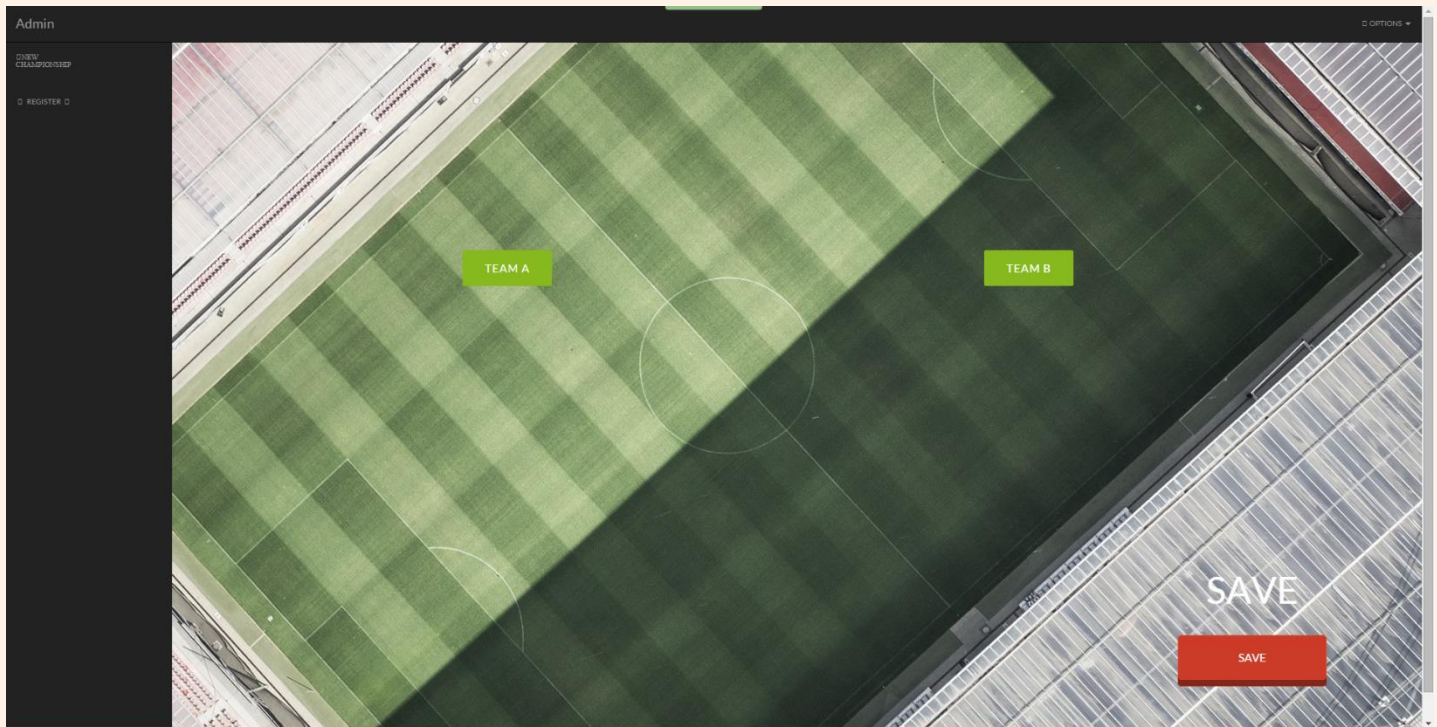 Admin
OPTIONS
NEW
CHAMPIONSHIP
REGISTER
TEAM A
TEAM B
SAVE
SAVE